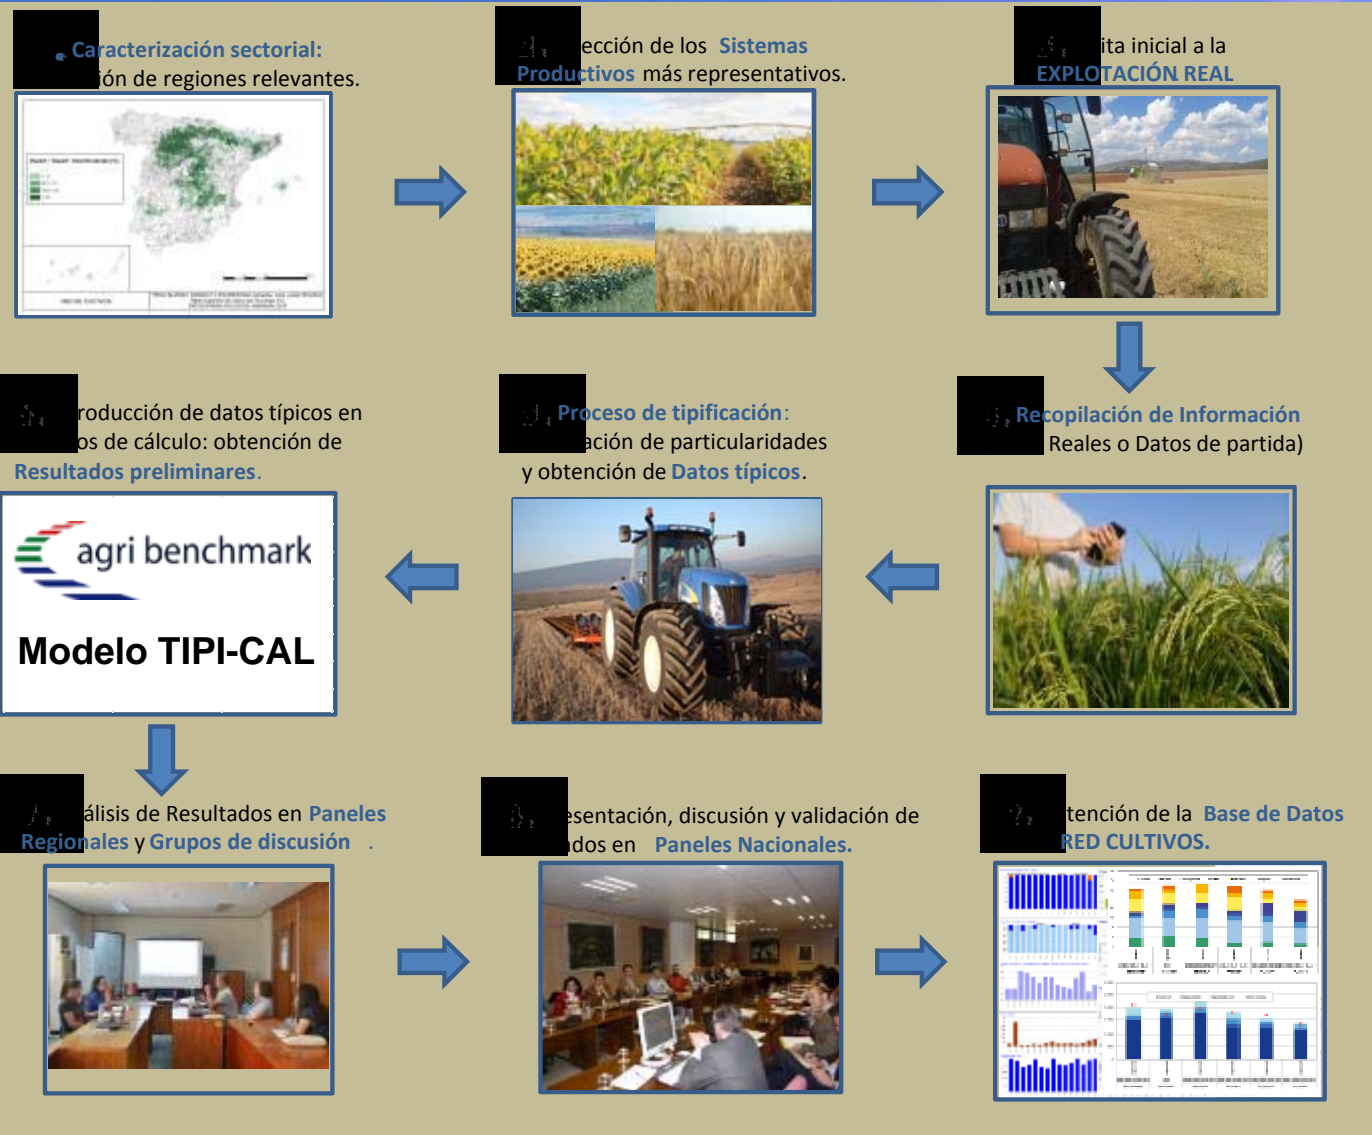 Caracterización sectorial:
ión de regiones relevantes.
ección de los Sistemas
Productivos más representativos.
ita inicial a la
EXPLOTACIÓN REAL
Recopilación de Información
Reales o Datos de partida)
Proceso de tipificación:
ación de particularidades
y obtención de Datos típicos.
roducción de datos típicos en
os de cálculo: obtención de
Resultados preliminares.
agri benchmark
Modelo TIPI-CAL
álisis de Resultados en Paneles
Regionales y Grupos de discusión .
esentación, discusión y validación de
ados en Paneles Nacionales.
tención de la Base de Datos
RED CULTIVOS.